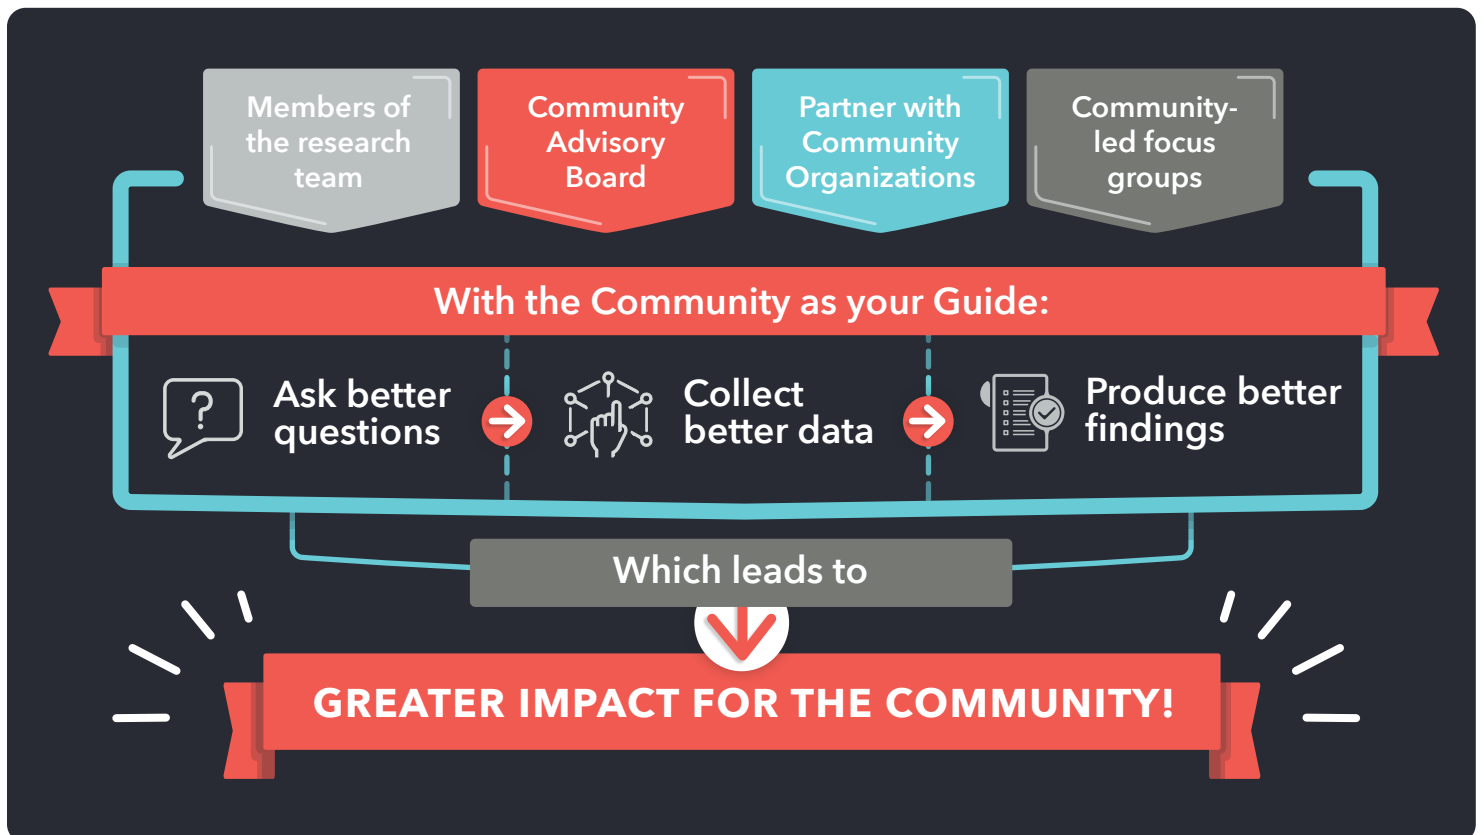 Members of
the research
team
Community
Advisory
Board
Partner with
Community
Organizations
Community-
led focus
groups
With the Community as your Guide:
?
Ask better
questions
Collect
better data
Produce better
findings
Which leads to
GREATER IMPACT FOR THE COMMUNITY!